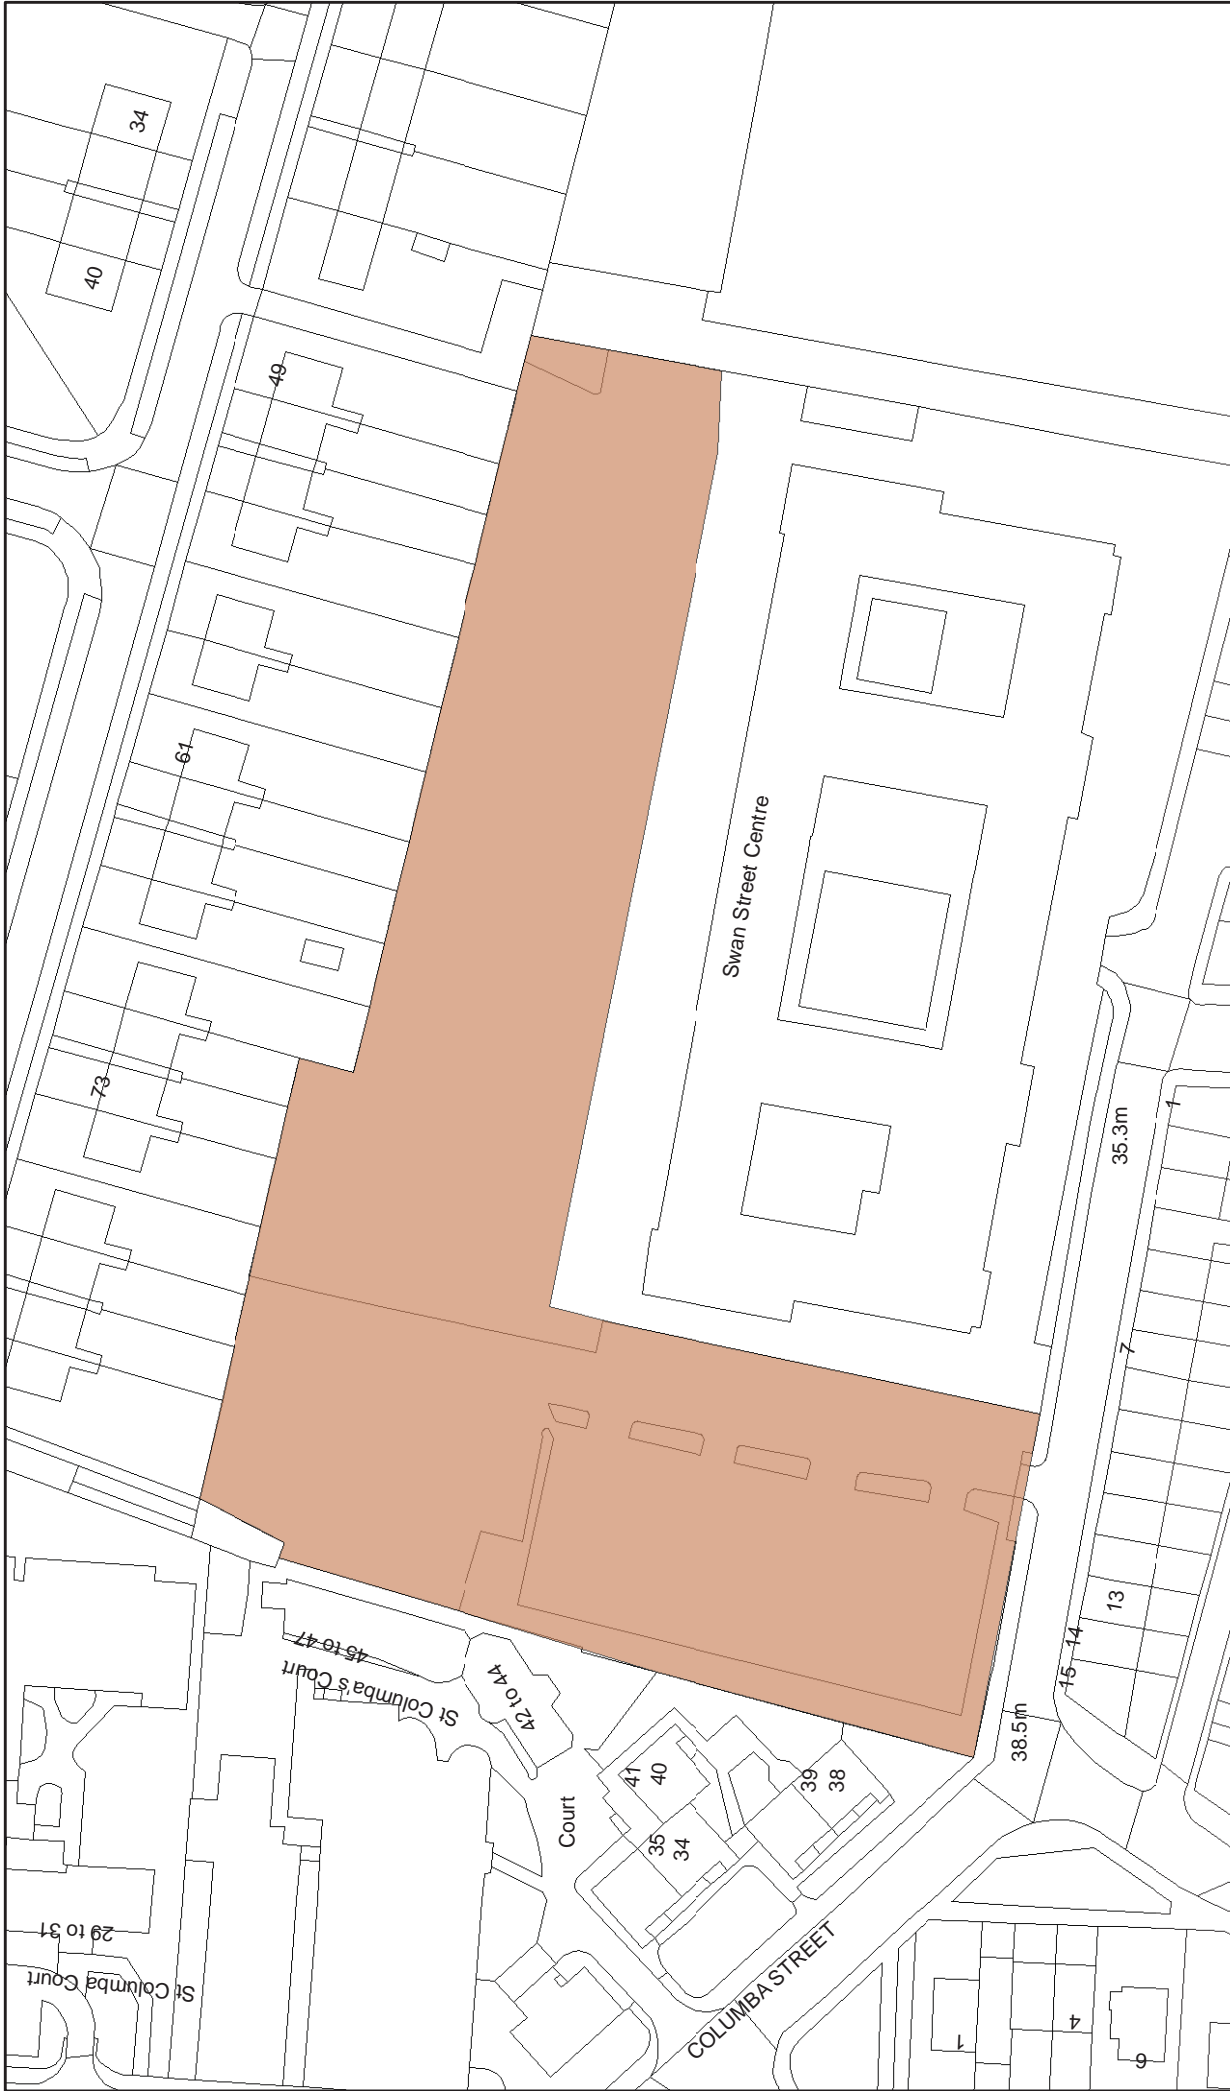 34
40
49
61
73
Swan Street Centre
35.3m
1
7
13
14
15
38.5m
45 to 47
St Columba's Court
42 to 44
41
40
39
38
35
34
Court
29 to 31
St Columba Court
COLUMBA STREET
1
4
6